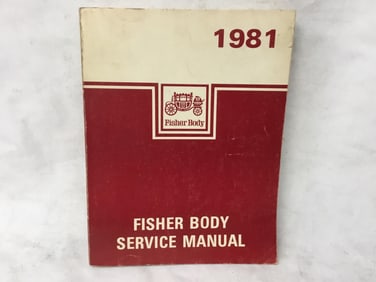 1981
Fisher Body
FISHER BODY
SERVICE MANUAL